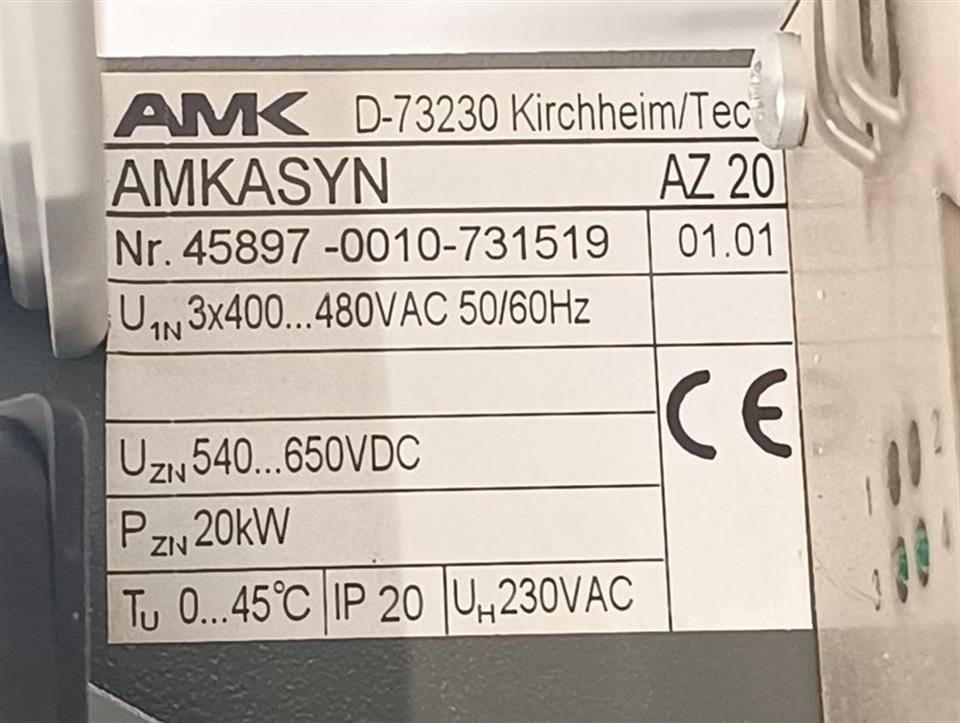 AMK D-73230 Kirchheim/Tec
AMKASYN AZ 20
Nr. 45897 -0010-731519 01.01
U1N 3x400...480VAC 50/60Hz
CE
UZN 540...650VDC
PZN 20kW
TU 0...45°C IP 20 UH 230VAC
2
1
4
3